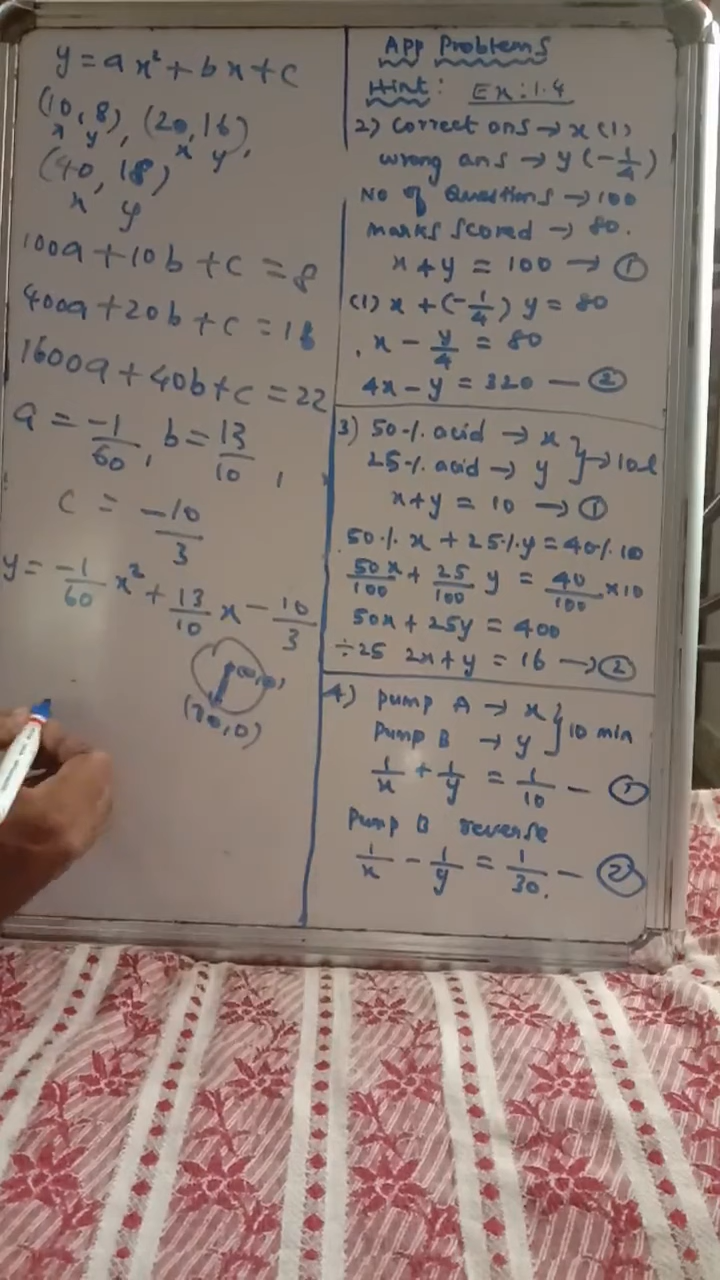 y = ax² + bx + c
(10, 8), (20, 16),
x y x y
(40, 18)
x y
100a + 10b + c = 8
400a + 20b + c = 16
1600a + 40b + c = 22
a = -1/60, b = 13/10,
c = -10/3
y = -1/60 x² + 13/10 x - 10/3
(70,0)
App Problems
Hint: Ex: 1.4
2) Correct ans → x (1)
wrong ans → y (-1/4)
No of Questions → 100
marks scored → 80.
x + y = 100 → ①
(1) x + (-1/4) y = 80
x - y/4 = 80
4x - y = 320 — ②
3) 50% acid → x
25% acid → y } → 10l
x + y = 10 → ①
50% x + 25% y = 40% 10
50x/100 + 25/100 y = 40/100 × 10
50x + 25y = 400
÷25 2x + y = 16 → ②
4) Pump A → x
Pump B → y } 10 min
1/x + 1/y = 1/10 — ①
Pump B reverse
1/x - 1/y = 1/30. — ②